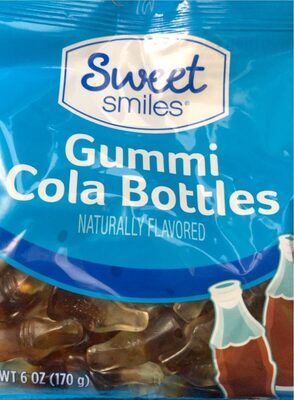 Sweet
smiles®
Gummi
Cola Bottles
NATURALLY FLAVORED
WT 6 OZ (170 g)